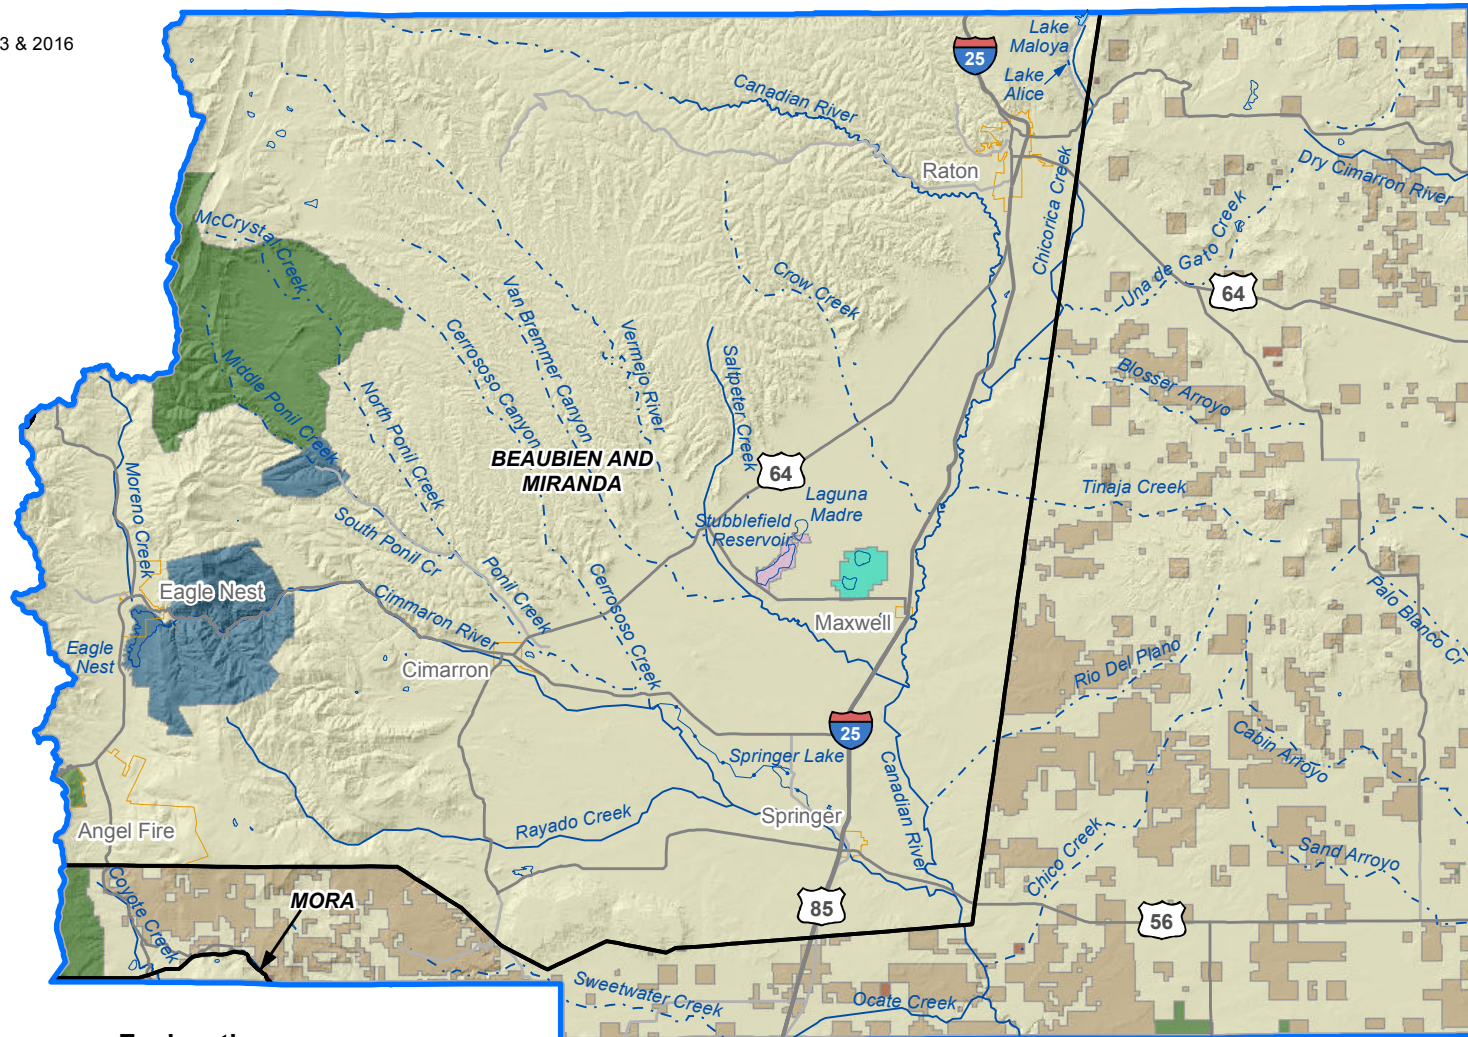 3 & 2016
Lake
Maloya
25
Lake
Alice
Canadian River
Raton
Chicorica Creek
Dry Cimarron River
McCrystal Creek
Una de Gato Creek
Crow Creek
64
Van Bremmer Canyon
Cerrososo Canyon
Vermejo River
Saltpeter Creek
Middle Ponil Creek
North Ponil Creek
Blosser Arroyo
BEAUBIEN AND
MIRANDA
64
Moreno Creek
Laguna
Madre
Tinaja Creek
South Ponil Cr
Stubblefield
Reservoir
Eagle Nest
Ponil Creek
Cerrososo Creek
Palo Blanco Cr
Cimmaron River
Maxwell
Eagle
Nest
Cimarron
Rio Del Plano
25
Springer Lake
Cabin Arroyo
Canadian River
Rayado Creek
Springer
Angel Fire
Chico Creek
Sand Arroyo
Coyote Creek
MORA
85
56
Sweetwater Creek
Ocate Creek